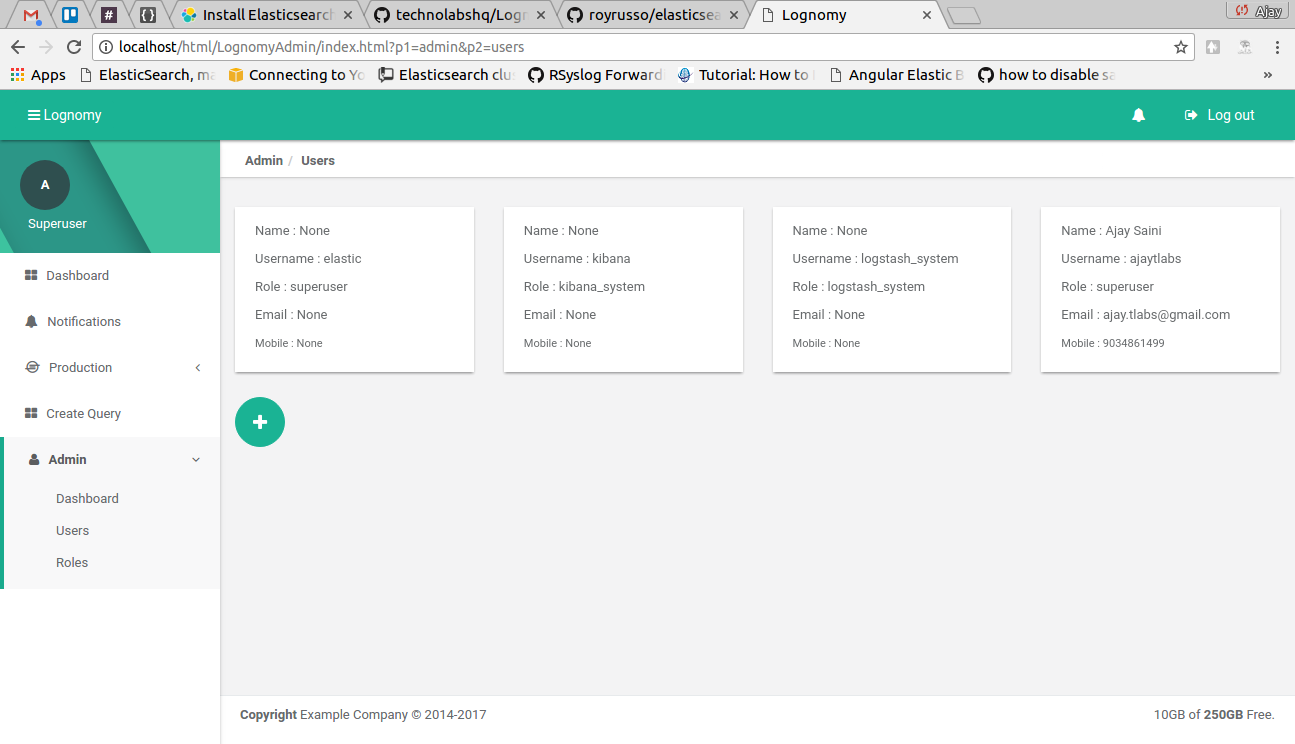 Install Elasticsearch
technolabshq/Logn
royrusso/elasticsea
Lognomy
Ajay
localhost/html/LognomyAdmin/index.html?p1=admin&p2=users
Apps
ElasticSearch, ma
Connecting to Yo
Elasticsearch clus
RSyslog Forward
Tutorial: How to
Angular Elastic B
how to disable sa
»
Lognomy
Log out
A
Superuser
Admin / Users
Dashboard
Notifications
Production
Create Query
Admin
Dashboard
Users
Roles
Name : None
Username : elastic
Role : superuser
Email : None
Mobile : None
Name : None
Username : kibana
Role : kibana_system
Email : None
Mobile : None
Name : None
Username : logstash_system
Role : logstash_system
Email : None
Mobile : None
Name : Ajay Saini
Username : ajaytlabs
Role : superuser
Email : ajay.tlabs@gmail.com
Mobile : 9034861499
Copyright Example Company © 2014-2017
10GB of 250GB Free.